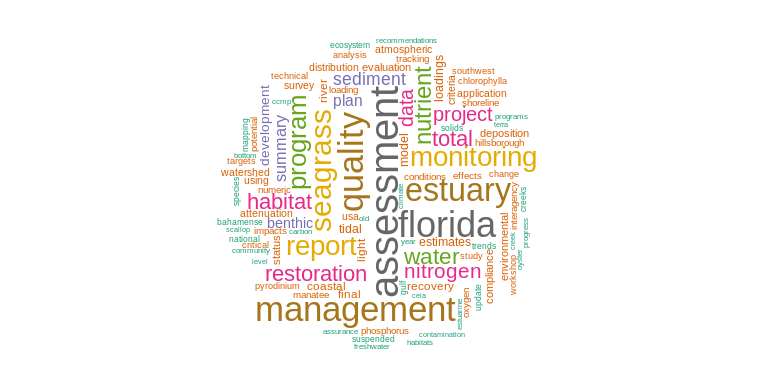 recommendations
ecosystem
atmospheric
analysis
tracking
distribution
evaluation
southwest
technical
sediment
chlorophylla
survey
river
loading
plan
loadings
criteria
application
ccmp
shoreline
data
nutrient
project
programs
terra
solids
deposition
total
hillsborough
mapping
potential
development
summary
program
seagrass
quality
assessment
model
monitoring
bottom
targets
watershed
using
conditions
effects
change
numeric
species
habitat
climate
estuary
interagency
creeks
attenuation
usa
old
bahamense
scallop
impacts
carbon
benthic
tidal
florida
national
critical
community
status
report
light
year
estimates
trends
creek
progress
environmental
level
water
study
oyster
workshop
compliance
restoration
nitrogen
pyrodinium
coastal
gulf
recovery
manatee
final
ceia
oxygen
update
management
estuarine
assurance
phosphorus
contamination
suspended
freshwater
habitats